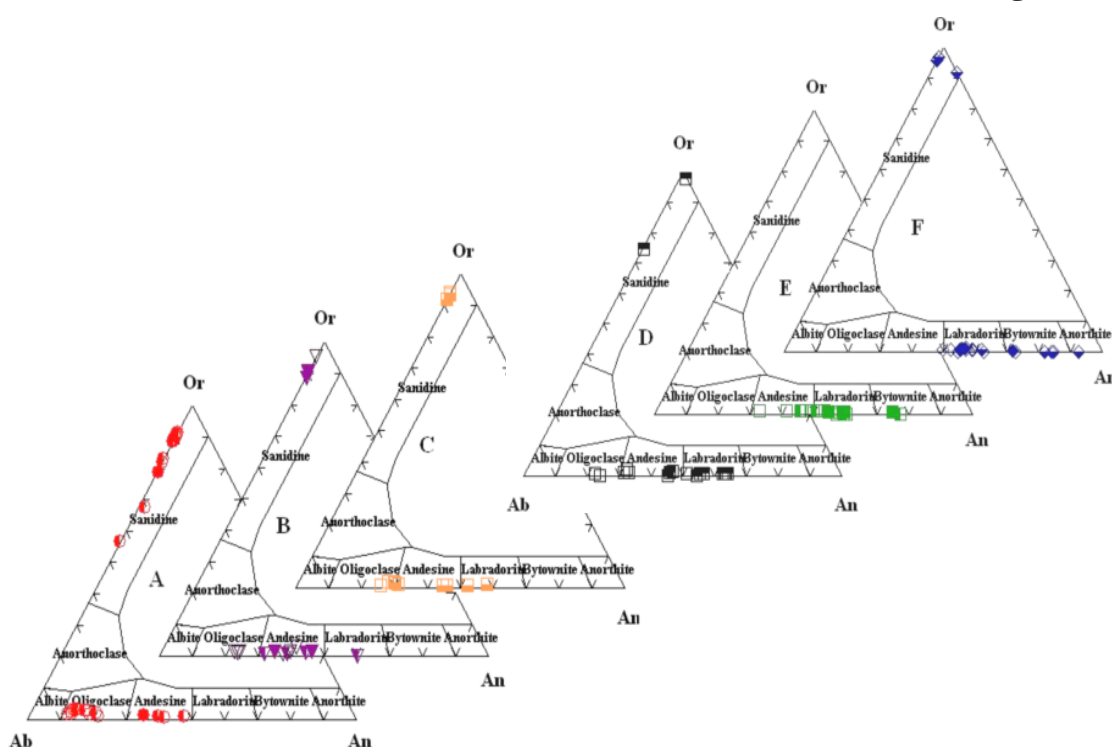 Or
Sanidine
F
Anorthoclase
Albite Oligoclase Andesine Labradorite Bytownite Anorthite
An
Or
Sanidine
E
Anorthoclase
Albite Oligoclase Andesine Labradorite Bytownite Anorthite
An
Or
Sanidine
D
Anorthoclase
Albite Oligoclase Andesine Labradorite Bytownite Anorthite
Ab An
Or
Sanidine
C
Anorthoclase
Albite Oligoclase Andesine Labradorite Bytownite Anorthite
An
Or
Sanidine
B
Anorthoclase
Albite Oligoclase Andesine Labradorite Bytownite Anorthite
An
Or
Sanidine
A
Anorthoclase
Albite Oligoclase Andesine Labradorite Bytownite Anorthite
Ab An